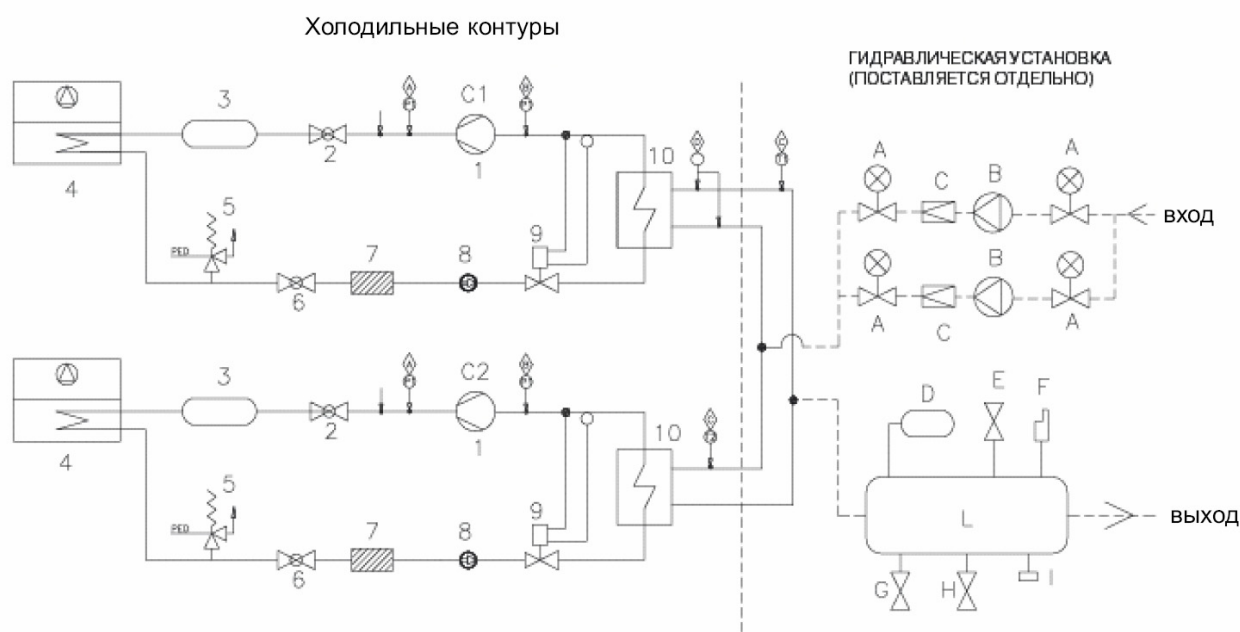 Холодильные контуры
ГИДРАВЛИЧЕСКАЯ УСТАНОВКА
(ПОСТАВЛЯЕТСЯ ОТДЕЛЬНО)
3
2
C1
1
4
5
PED
6
7
8
9
10
A
C
B
A
вход
B
A
C
A
3
2
C2
1
4
5
PED
6
7
8
9
10
D
E
F
L
выход
G
H
I